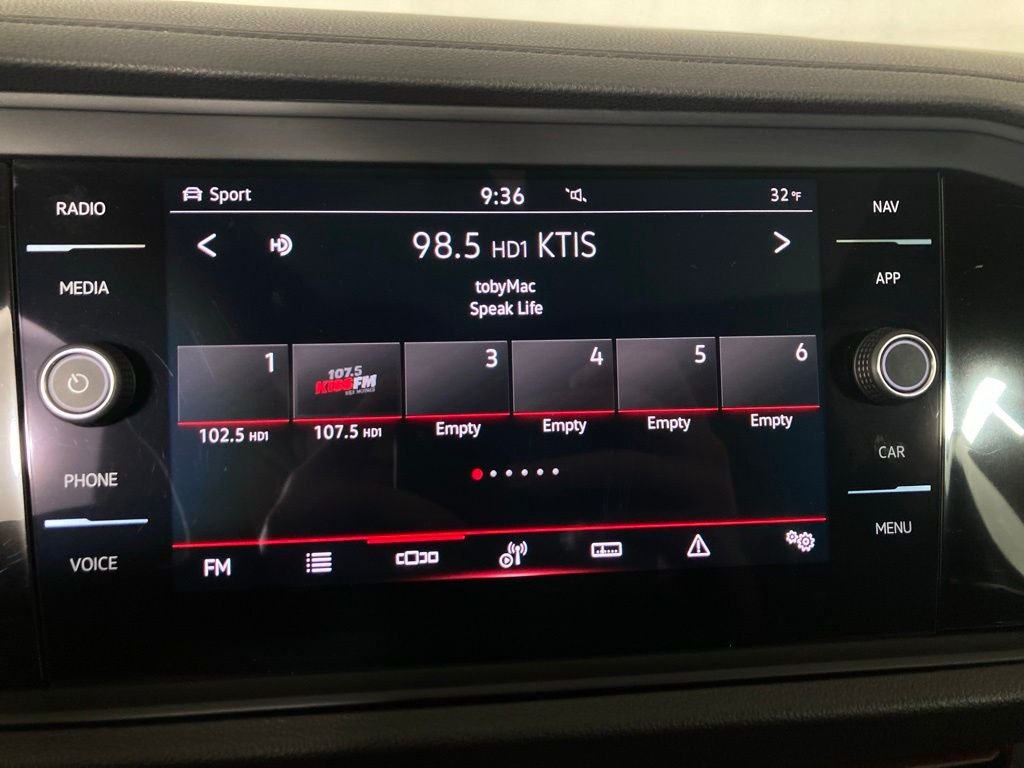 RADIO
MEDIA
PHONE
VOICE
Sport 9:36 32°F
98.5 HD1 KTIS
tobyMac
Speak Life
1 107.5 KISSFM 3 4 5 6
DES MOINES
102.5 HD1 107.5 HD1 Empty Empty Empty Empty
FM
NAV
APP
CAR
MENU